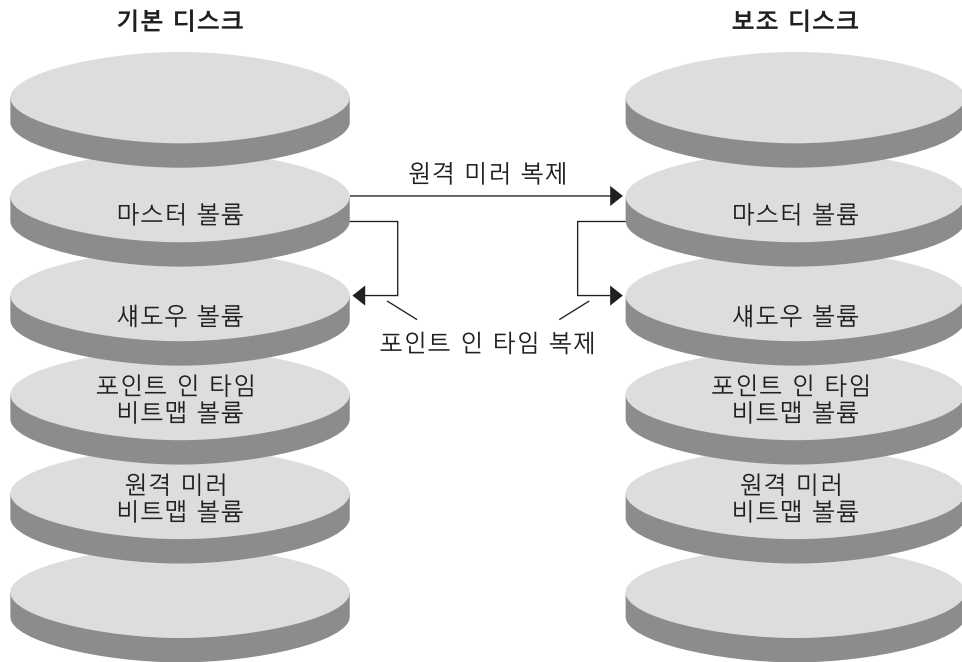 기본 디스크
보조 디스크
원격 미러 복제
마스터 볼륨
마스터 볼륨
섀도우 볼륨
섀도우 볼륨
포인트 인 타임 복제
포인트 인 타임
비트맵 볼륨
포인트 인 타임
비트맵 볼륨
원격 미러
비트맵 볼륨
원격 미러
비트맵 볼륨